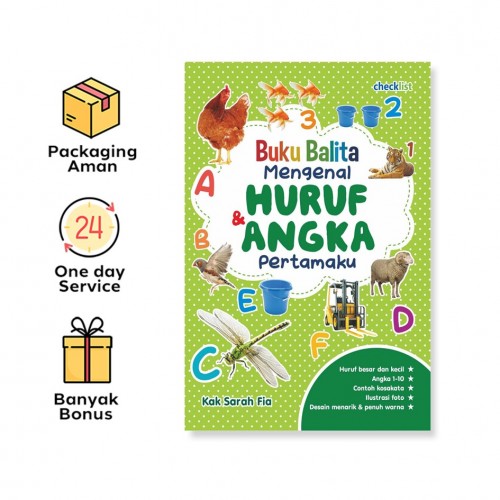 Packaging
Aman
24
One day
Service
Banyak
Bonus
checklist
3
2
1
Buku Balita
Mengenal
HURUF
& ANGKA
Pertamaku
A
B
E
D
C
F
Huruf besar dan kecil ★
Angka 1-10 ★
Contoh kosakata ★
Ilustrasi foto ★
Desain menarik & penuh warna ★
Kak Sarah Fia